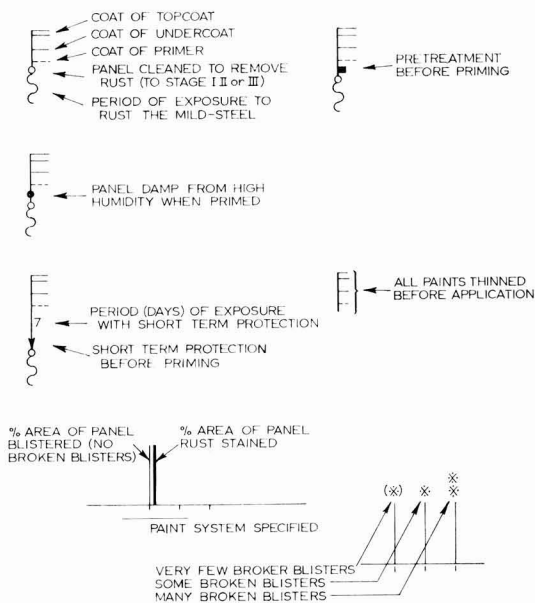 COAT OF TOPCOAT
COAT OF UNDERCOAT
COAT OF PRIMER
PANEL CLEANED TO REMOVE
RUST (TO STAGE I II or III)
PERIOD OF EXPOSURE TO
RUST THE MILD-STEEL
PRETREATMENT
BEFORE PRIMING
PANEL DAMP FROM HIGH
HUMIDITY WHEN PRIMED
7
PERIOD (DAYS) OF EXPOSURE
WITH SHORT TERM PROTECTION
SHORT TERM PROTECTION
BEFORE PRIMING
ALL PAINTS THINNED
BEFORE APPLICATION
% AREA OF PANEL
BLISTERED (NO
BROKEN BLISTERS)
% AREA OF PANEL
RUST STAINED
PAINT SYSTEM SPECIFIED
(※) ※ ※
※
VERY FEW BROKER BLISTERS
SOME BROKEN BLISTERS
MANY BROKEN BLISTERS